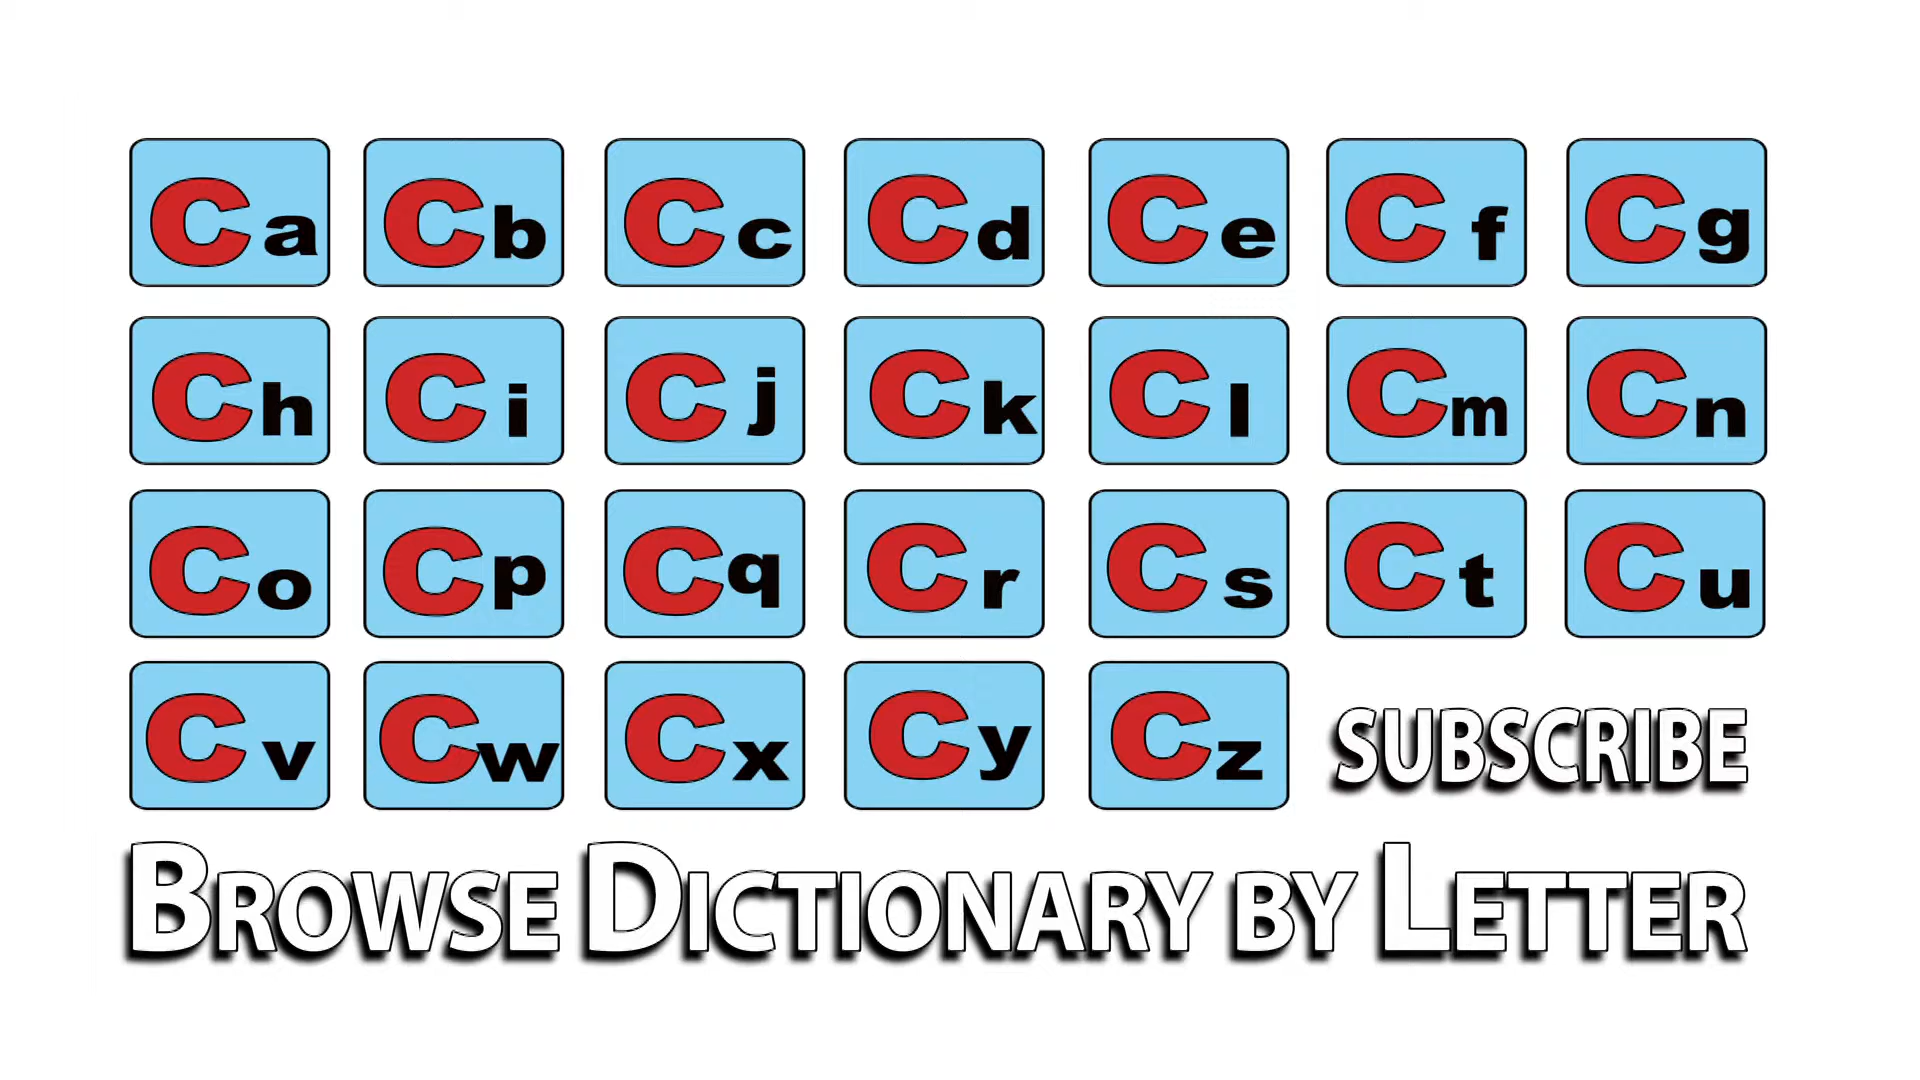 Ca Cb Cc Cd Ce Cf Cg
Ch Ci Cj Ck Cl Cm Cn
Co Cp Cq Cr Cs Ct Cu
Cv Cw Cx Cy Cz SUBSCRIBE
BROWSE DICTIONARY BY LETTER